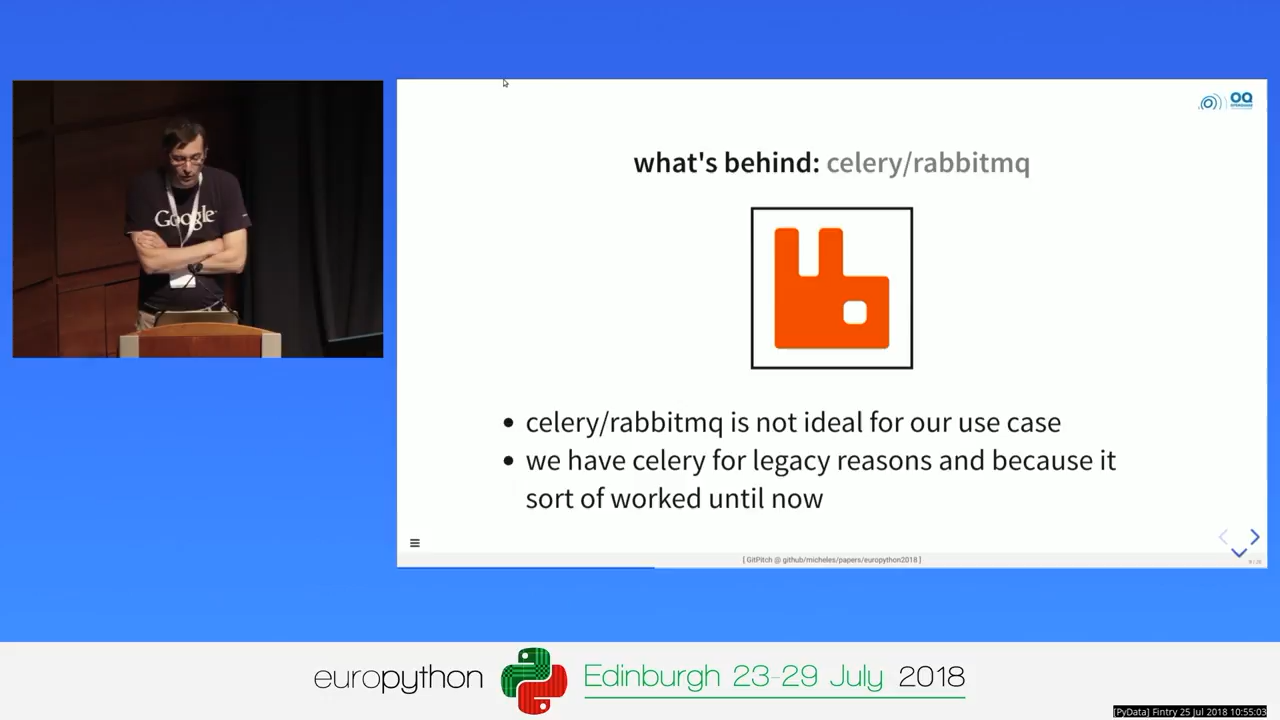 Google
OQ
what's behind: celery/rabbitmq
• celery/rabbitmq is not ideal for our use case
• we have celery for legacy reasons and because it
sort of worked until now
[ GitPitch @ github/micheles/papers/europython2018 ]
europython
Edinburgh 23-29 July 2018
[PyData] Fintry 25 Jul 2018 10:55:03